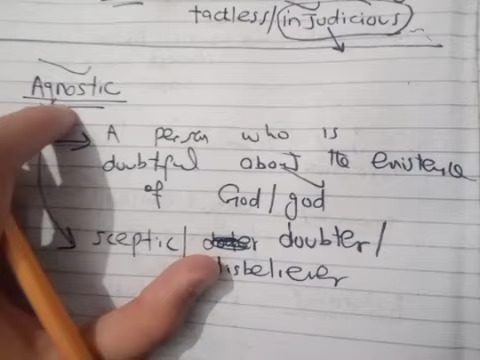 tactless/injudicious
Agnostic
→ A person who is
doubtful about the existence
of God/god
→ sceptic/ doubter/
disbeliever